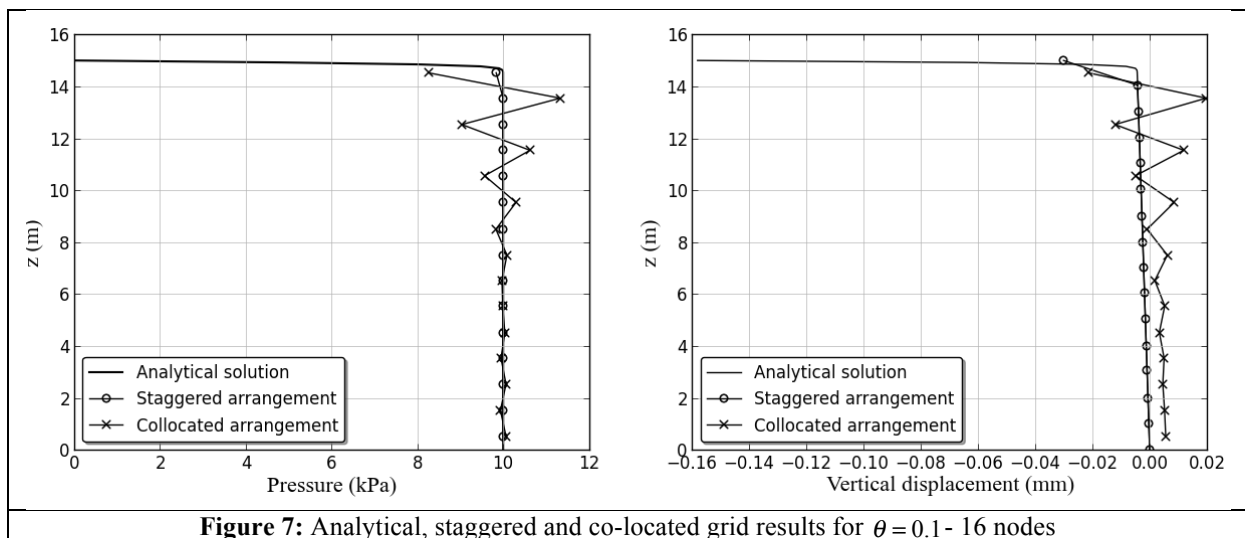 16
14
12
10
8
6
4
2
0
z (m)
Analytical solution
Staggered arrangement
Collocated arrangement
0 2 4 6 8 10 12
Pressure (kPa)
16
14
12
10
8
6
4
2
0
z (m)
Analytical solution
Staggered arrangement
Collocated arrangement
−0.16 −0.14 −0.12 −0.10 −0.08 −0.06 −0.04 −0.02 0.00 0.02
Vertical displacement (mm)
Figure 7: Analytical, staggered and co-located grid results for θ = 0.1 - 16 nodes